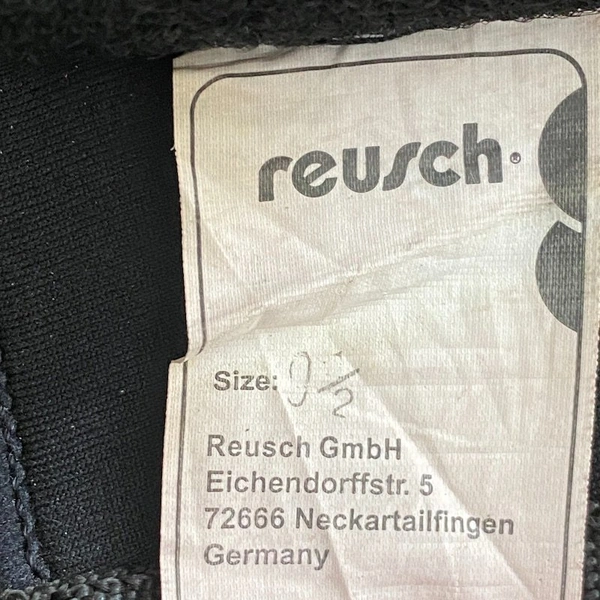 reusch®
Size: 9 1/2
Reusch GmbH
Eichendorffstr. 5
72666 Neckartailfingen
Germany